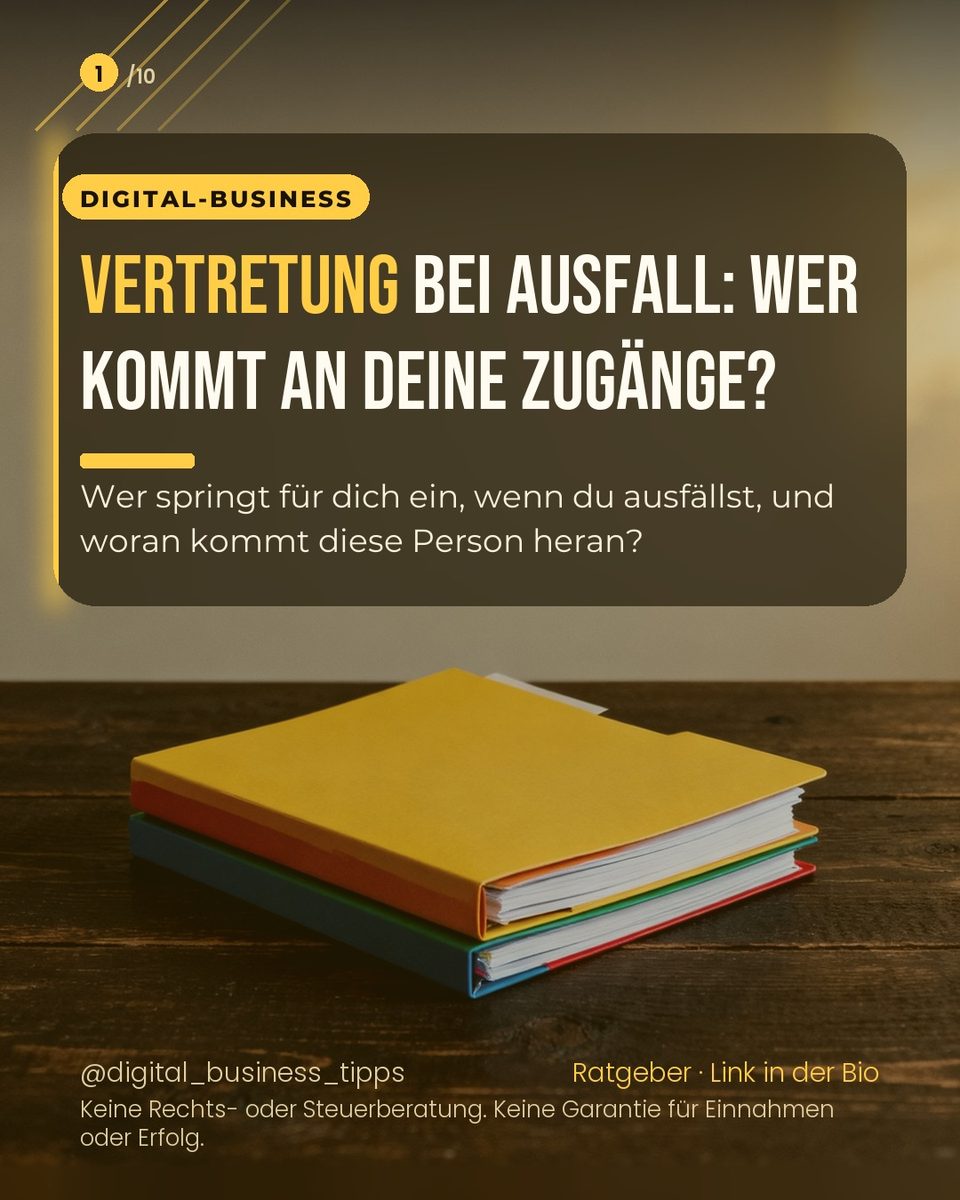 1 /10
DIGITAL-BUSINESS
VERTRETUNG BEI AUSFALL: WER
KOMMT AN DEINE ZUGÄNGE?
Wer springt für dich ein, wenn du ausfällst, und
woran kommt diese Person heran?
@digital_business_tipps
Ratgeber · Link in der Bio
Keine Rechts- oder Steuerberatung. Keine Garantie für Einnahmen
oder Erfolg.